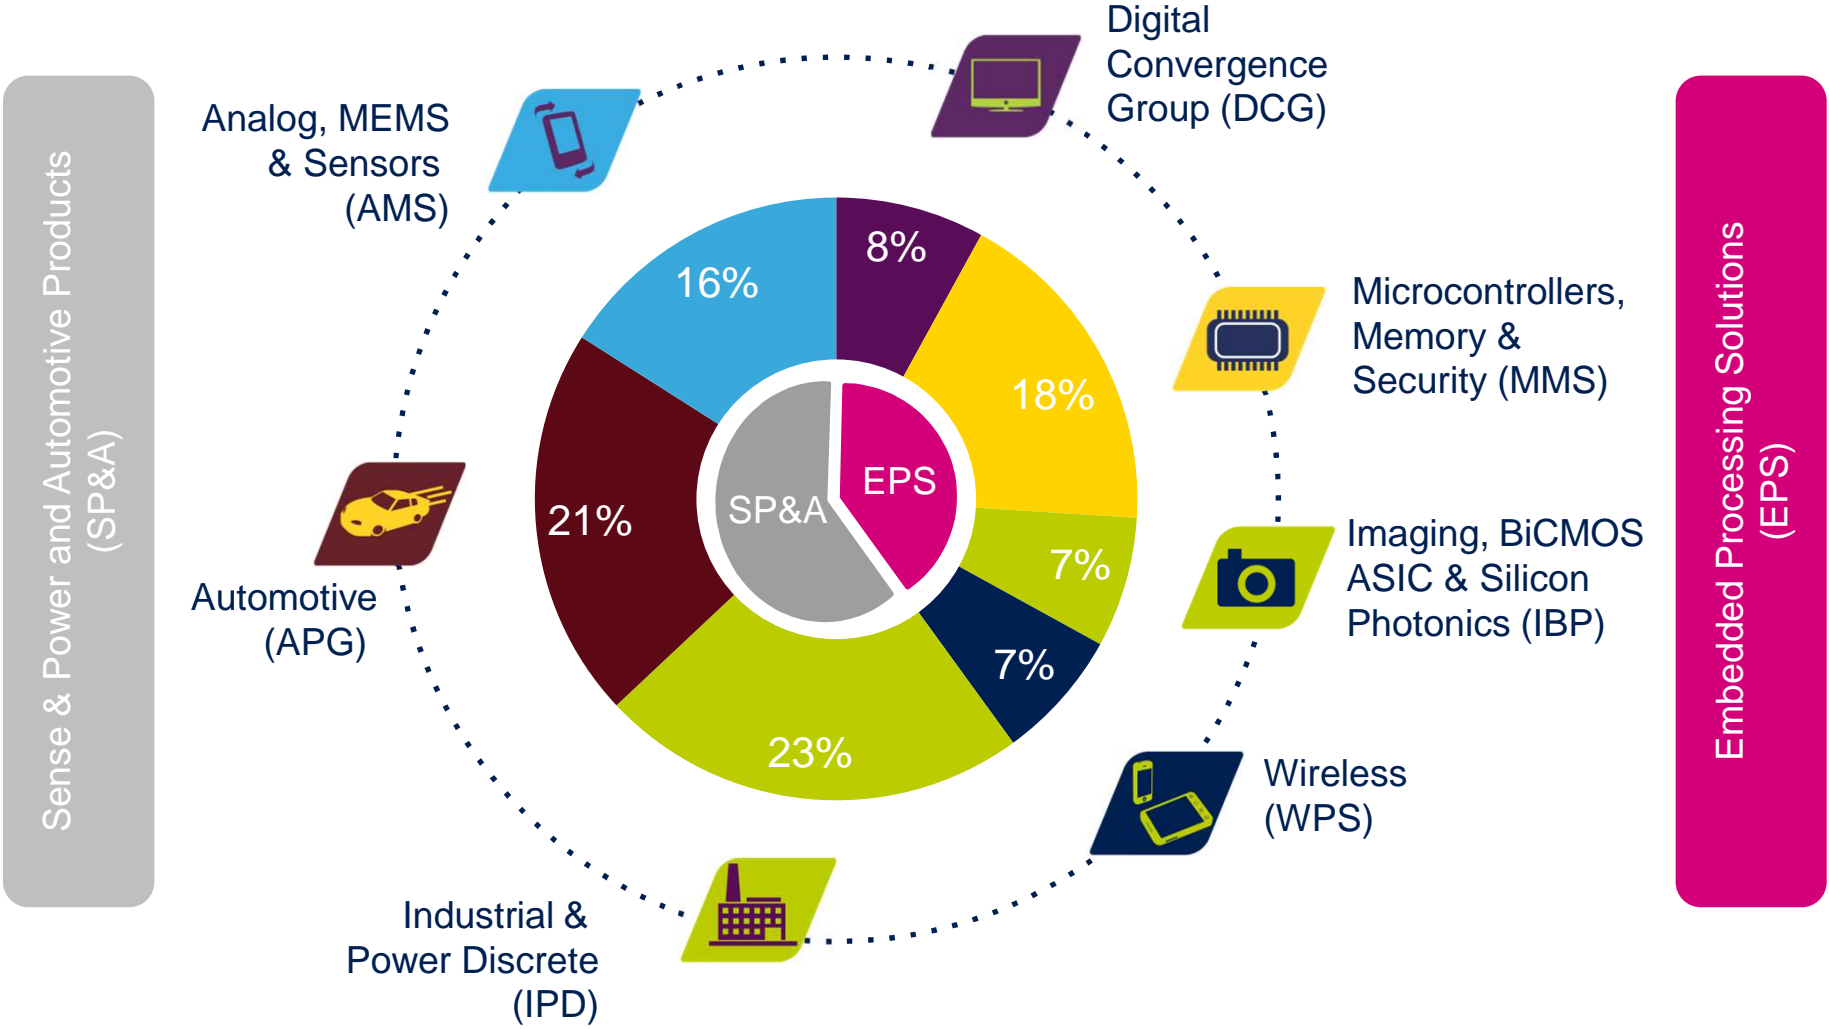 Sense & Power and Automotive Products
(SP&A)
Analog, MEMS
& Sensors
(AMS)
Automotive
(APG)
Industrial &
Power Discrete
(IPD)
Digital
Convergence
Group (DCG)
Microcontrollers,
Memory &
Security (MMS)
Imaging, BiCMOS
ASIC & Silicon
Photonics (IBP)
Wireless
(WPS)
16%
8%
18%
21%
7%
7%
23%
SP&A
EPS
Embedded Processing Solutions
(EPS)